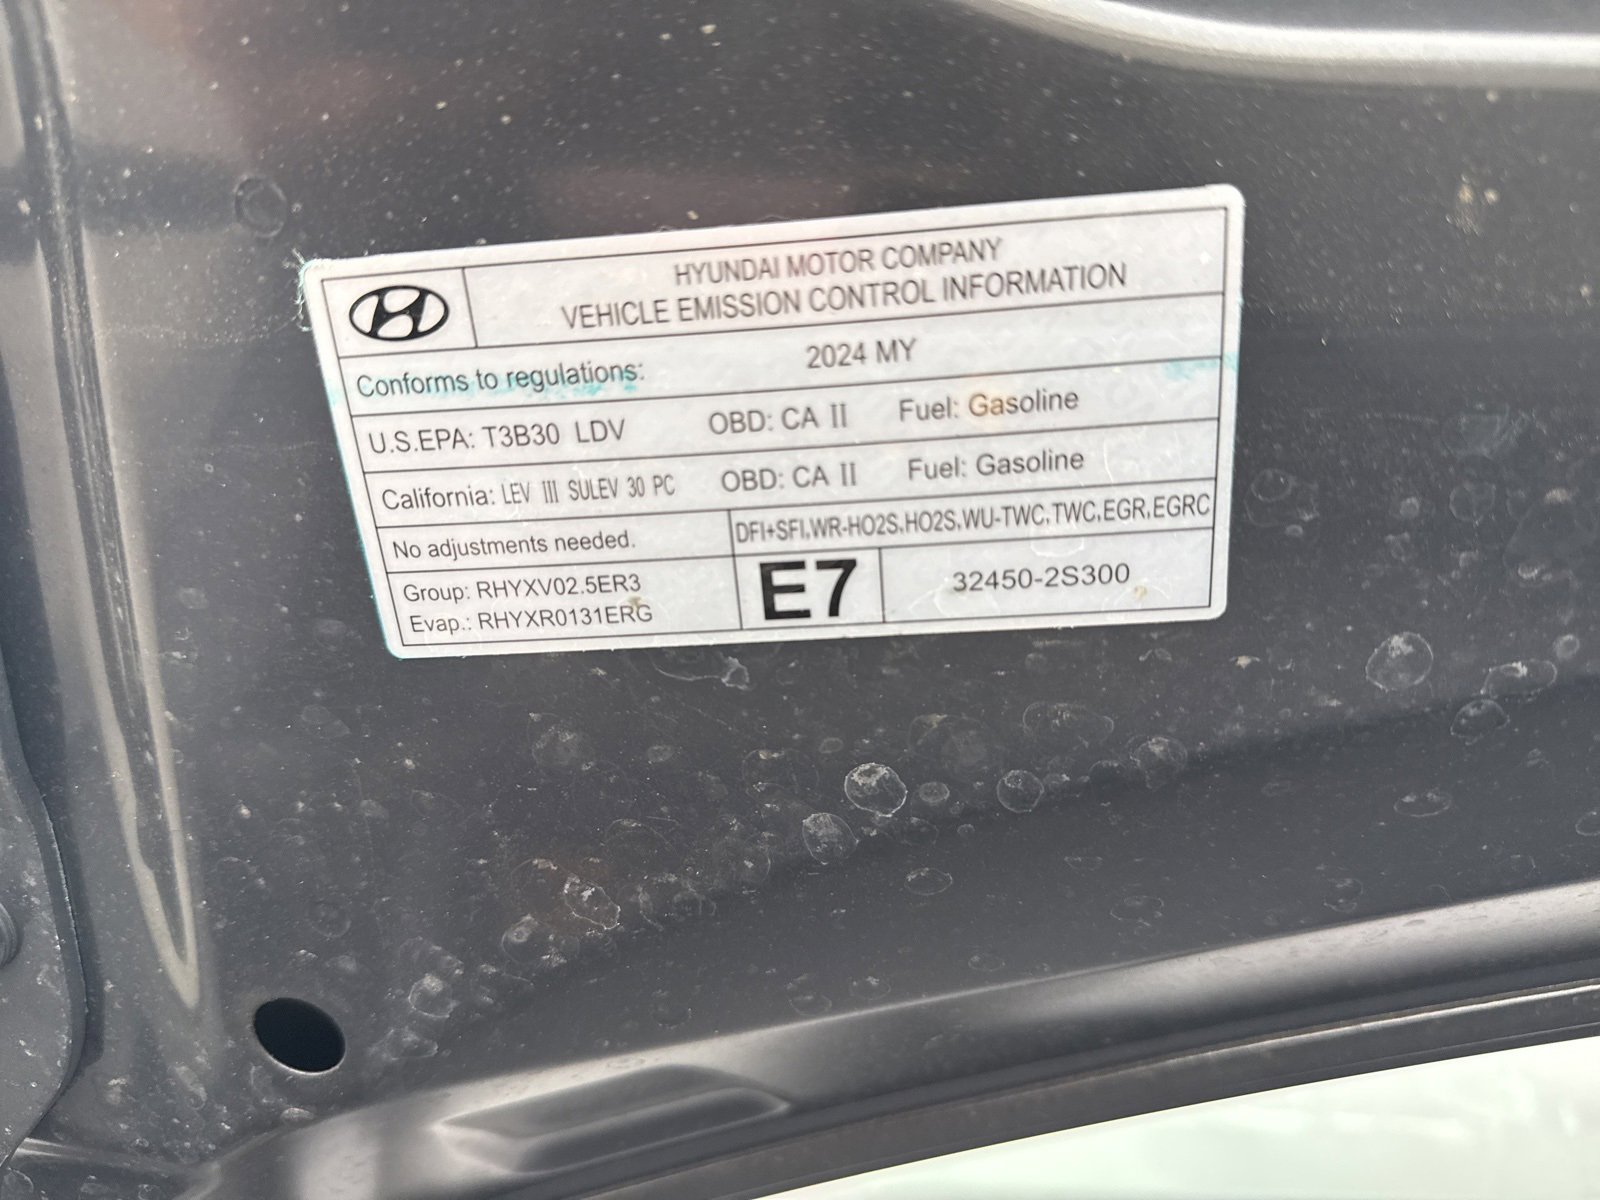 HYUNDAI MOTOR COMPANY
VEHICLE EMISSION CONTROL INFORMATION
Conforms to regulations: 2024 MY
U.S.EPA: T3B30 LDV OBD: CA II Fuel: Gasoline
California: LEV III SULEV 30 PC OBD: CA II Fuel: Gasoline
No adjustments needed. DFI+SFI,WR-HO2S,HO2S,WU-TWC,TWC,EGR,EGRC
Group: RHYXV02.5ER3
Evap.: RHYXR0131ERG
E7 32450-2S300